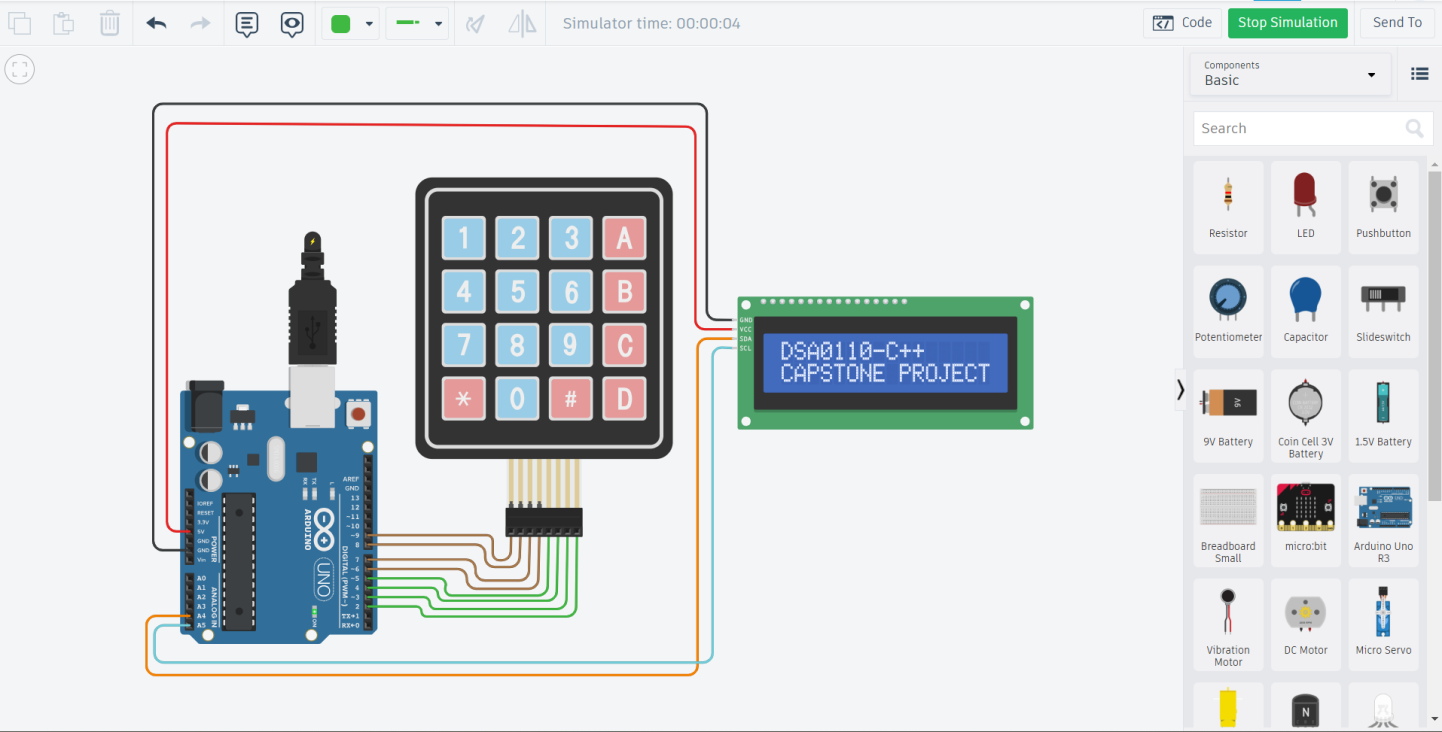 Simulator time: 00:00:04
Code
Stop Simulation
Send To
Components
Basic
Search
Resistor
LED
Pushbutton
Potentiometer
Capacitor
Slideswitch
9V
9V Battery
Coin Cell 3V Battery
1.5V Battery
Breadboard Small
micro:bit
Arduino Uno R3
Vibration Motor
DC Motor
Micro Servo
N
1 2 3 A
4 5 6 B
7 8 9 C
* 0 # D
GND
VCC
SDA
SCL
DSA0110-C++
CAPSTONE PROJECT
IOREF
RESET
3.3V
5V
GND
GND
Vin
POWER
A0
A1
A2
A3
A4
A5
ANALOG IN
AREF
GND
13
12
~11
~10
~9
8
7
~6
~5
4
~3
2
TX→1
RX←0
DIGITAL (PWM~)
RX
TX
L
ARDUINO
UNO
ON